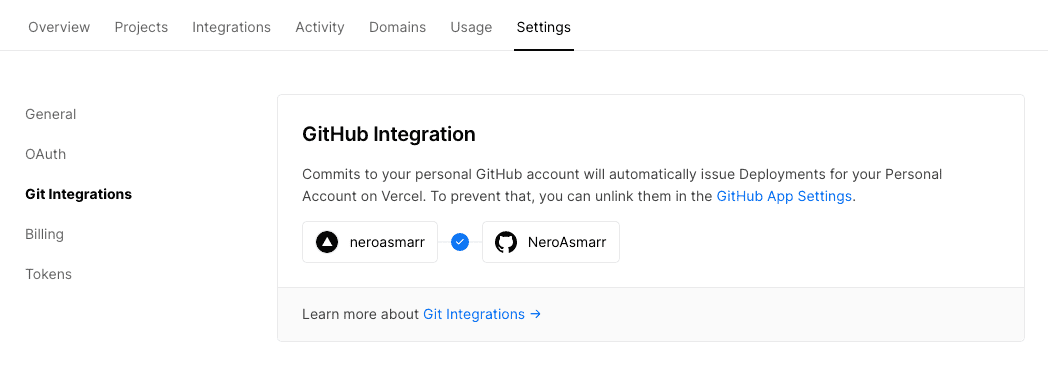 Overview Projects Integrations Activity Domains Usage Settings
General
OAuth
Git Integrations
Billing
Tokens
GitHub Integration
Commits to your personal GitHub account will automatically issue Deployments for your Personal
Account on Vercel. To prevent that, you can unlink them in the GitHub App Settings.
neroasmarr NeroAsmarr
Learn more about Git Integrations →